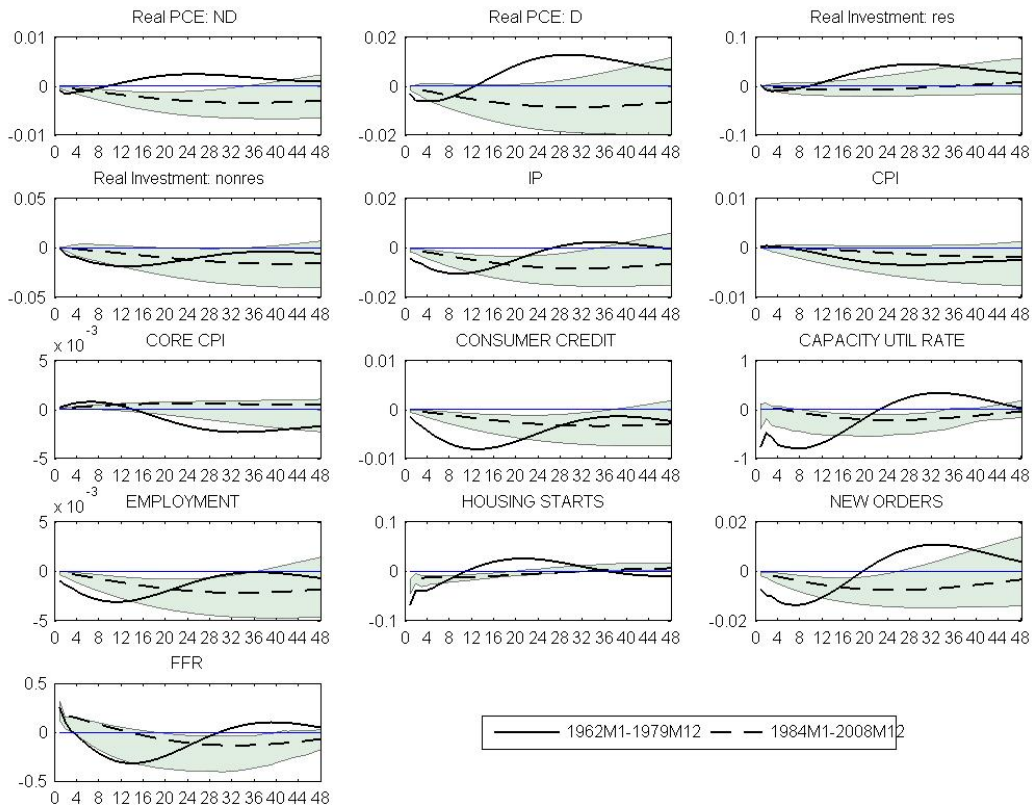 Real PCE: ND
0.01
0
-0.01
0 4 8 12 16 20 24 28 32 36 40 44 48
Real PCE: D
0.02
0
-0.02
0 4 8 12 16 20 24 28 32 36 40 44 48
Real Investment: res
0.1
0
-0.1
0 4 8 12 16 20 24 28 32 36 40 44 48
Real Investment: nonres
0.05
0
-0.05
0 4 8 12 16 20 24 28 32 36 40 44 48
IP
0.02
0
-0.02
0 4 8 12 16 20 24 28 32 36 40 44 48
CPI
0.01
0
-0.01
0 4 8 12 16 20 24 28 32 36 40 44 48
x 10^-3
CORE CPI
5
0
-5
0 4 8 12 16 20 24 28 32 36 40 44 48
CONSUMER CREDIT
0.01
0
-0.01
0 4 8 12 16 20 24 28 32 36 40 44 48
CAPACITY UTIL RATE
1
0
-1
0 4 8 12 16 20 24 28 32 36 40 44 48
x 10^-3
EMPLOYMENT
5
0
-5
0 4 8 12 16 20 24 28 32 36 40 44 48
HOUSING STARTS
0.1
0
-0.1
0 4 8 12 16 20 24 28 32 36 40 44 48
NEW ORDERS
0.02
0
-0.02
0 4 8 12 16 20 24 28 32 36 40 44 48
FFR
0.5
0
-0.5
0 4 8 12 16 20 24 28 32 36 40 44 48
1962M1-1979M12
1984M1-2008M12